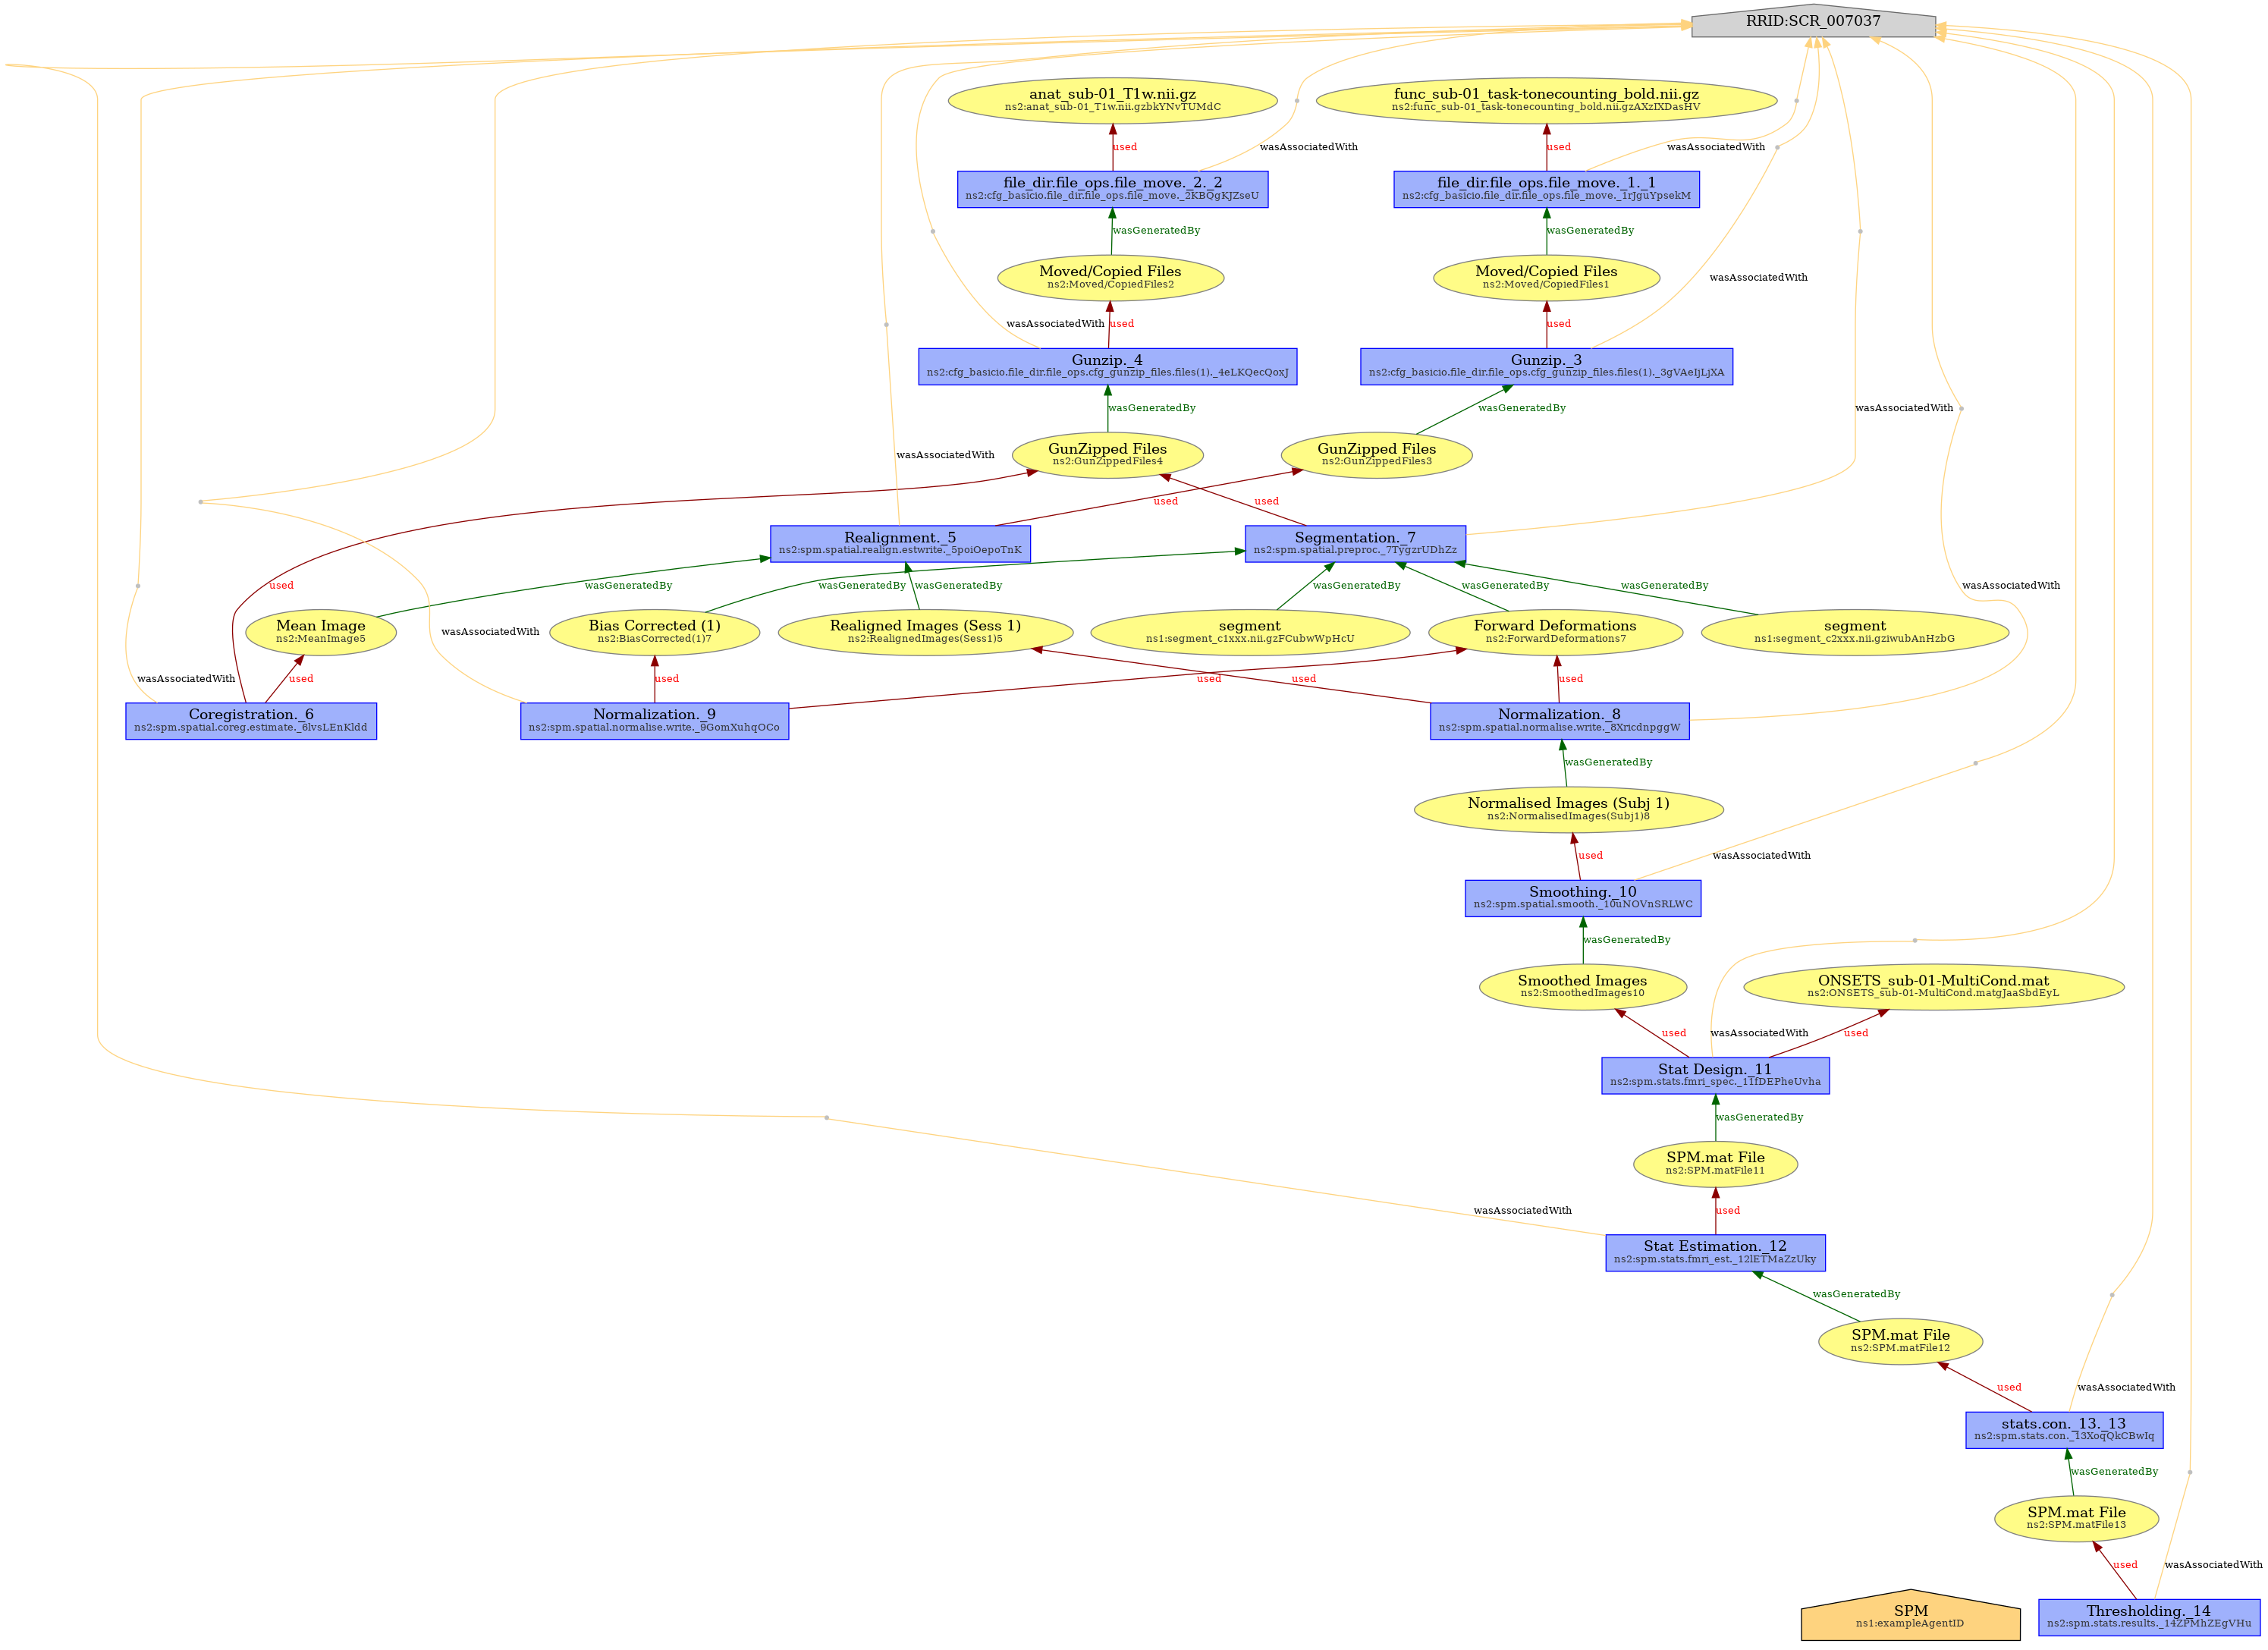 RRID:SCR_007037
anat_sub-01_T1w.nii.gz
ns2:anat_sub-01_T1w.nii.gzbkYNvTUMdC
func_sub-01_task-tonecounting_bold.nii.gz
ns2:func_sub-01_task-tonecounting_bold.nii.gzAXzIXDasHV
used
wasAssociatedWith
used
wasAssociatedWith
file_dir.file_ops.file_move._2._2
ns2:cfg_basicio.file_dir.file_ops.file_move._2KBQgKJZseU
file_dir.file_ops.file_move._1._1
ns2:cfg_basicio.file_dir.file_ops.file_move._1rJguYpsekM
wasGeneratedBy
wasGeneratedBy
Moved/Copied Files
ns2:Moved/CopiedFiles2
Moved/Copied Files
ns2:Moved/CopiedFiles1
wasAssociatedWith
wasAssociatedWith
used
used
Gunzip._4
ns2:cfg_basicio.file_dir.file_ops.cfg_gunzip_files.files(1)._4eLKQecQoxJ
Gunzip._3
ns2:cfg_basicio.file_dir.file_ops.cfg_gunzip_files.files(1)._3gVAeIjLjXA
wasGeneratedBy
wasGeneratedBy
wasAssociatedWith
wasAssociatedWith
GunZipped Files
ns2:GunZippedFiles4
GunZipped Files
ns2:GunZippedFiles3
used
used
Realignment._5
ns2:spm.spatial.realign.estwrite._5poiOepoTnK
Segmentation._7
ns2:spm.spatial.preproc._7TygzrUDhZz
used
wasGeneratedBy
wasGeneratedBy
wasGeneratedBy
wasGeneratedBy
wasGeneratedBy
wasGeneratedBy
wasAssociatedWith
Mean Image
ns2:MeanImage5
wasAssociatedWith
Bias Corrected (1)
ns2:BiasCorrected(1)7
Realigned Images (Sess 1)
ns2:RealignedImages(Sess1)5
segment
ns1:segment_c1xxx.nii.gzFCubwWpHcU
Forward Deformations
ns2:ForwardDeformations7
segment
ns1:segment_c2xxx.nii.gziwubAnHzbG
wasAssociatedWith
used
used
used
used
used
Coregistration._6
ns2:spm.spatial.coreg.estimate._6lvsLEnKldd
Normalization._9
ns2:spm.spatial.normalise.write._9GomXuhqOCo
Normalization._8
ns2:spm.spatial.normalise.write._8XricdnpggW
wasGeneratedBy
Normalised Images (Subj 1)
ns2:NormalisedImages(Subj1)8
used
wasAssociatedWith
Smoothing._10
ns2:spm.spatial.smooth._10uNOVnSRLWC
wasGeneratedBy
Smoothed Images
ns2:SmoothedImages10
ONSETS_sub-01-MultiCond.mat
ns2:ONSETS_sub-01-MultiCond.matgJaaSbdEyL
used
wasAssociatedWith
used
Stat Design._11
ns2:spm.stats.fmri_spec._11fDEPheUvha
wasGeneratedBy
SPM.mat File
ns2:SPM.matFile11
wasAssociatedWith
used
Stat Estimation._12
ns2:spm.stats.fmri_est._12lETMaZzUky
wasGeneratedBy
SPM.mat File
ns2:SPM.matFile12
used
wasAssociatedWith
stats.con._13._13
ns2:spm.stats.con._13XoqQkCBwIq
wasGeneratedBy
SPM.mat File
ns2:SPM.matFile13
used
wasAssociatedWith
SPM
ns1:exampleAgentID
Thresholding._14
ns2:spm.stats.results._14ZPMhZEgVHu